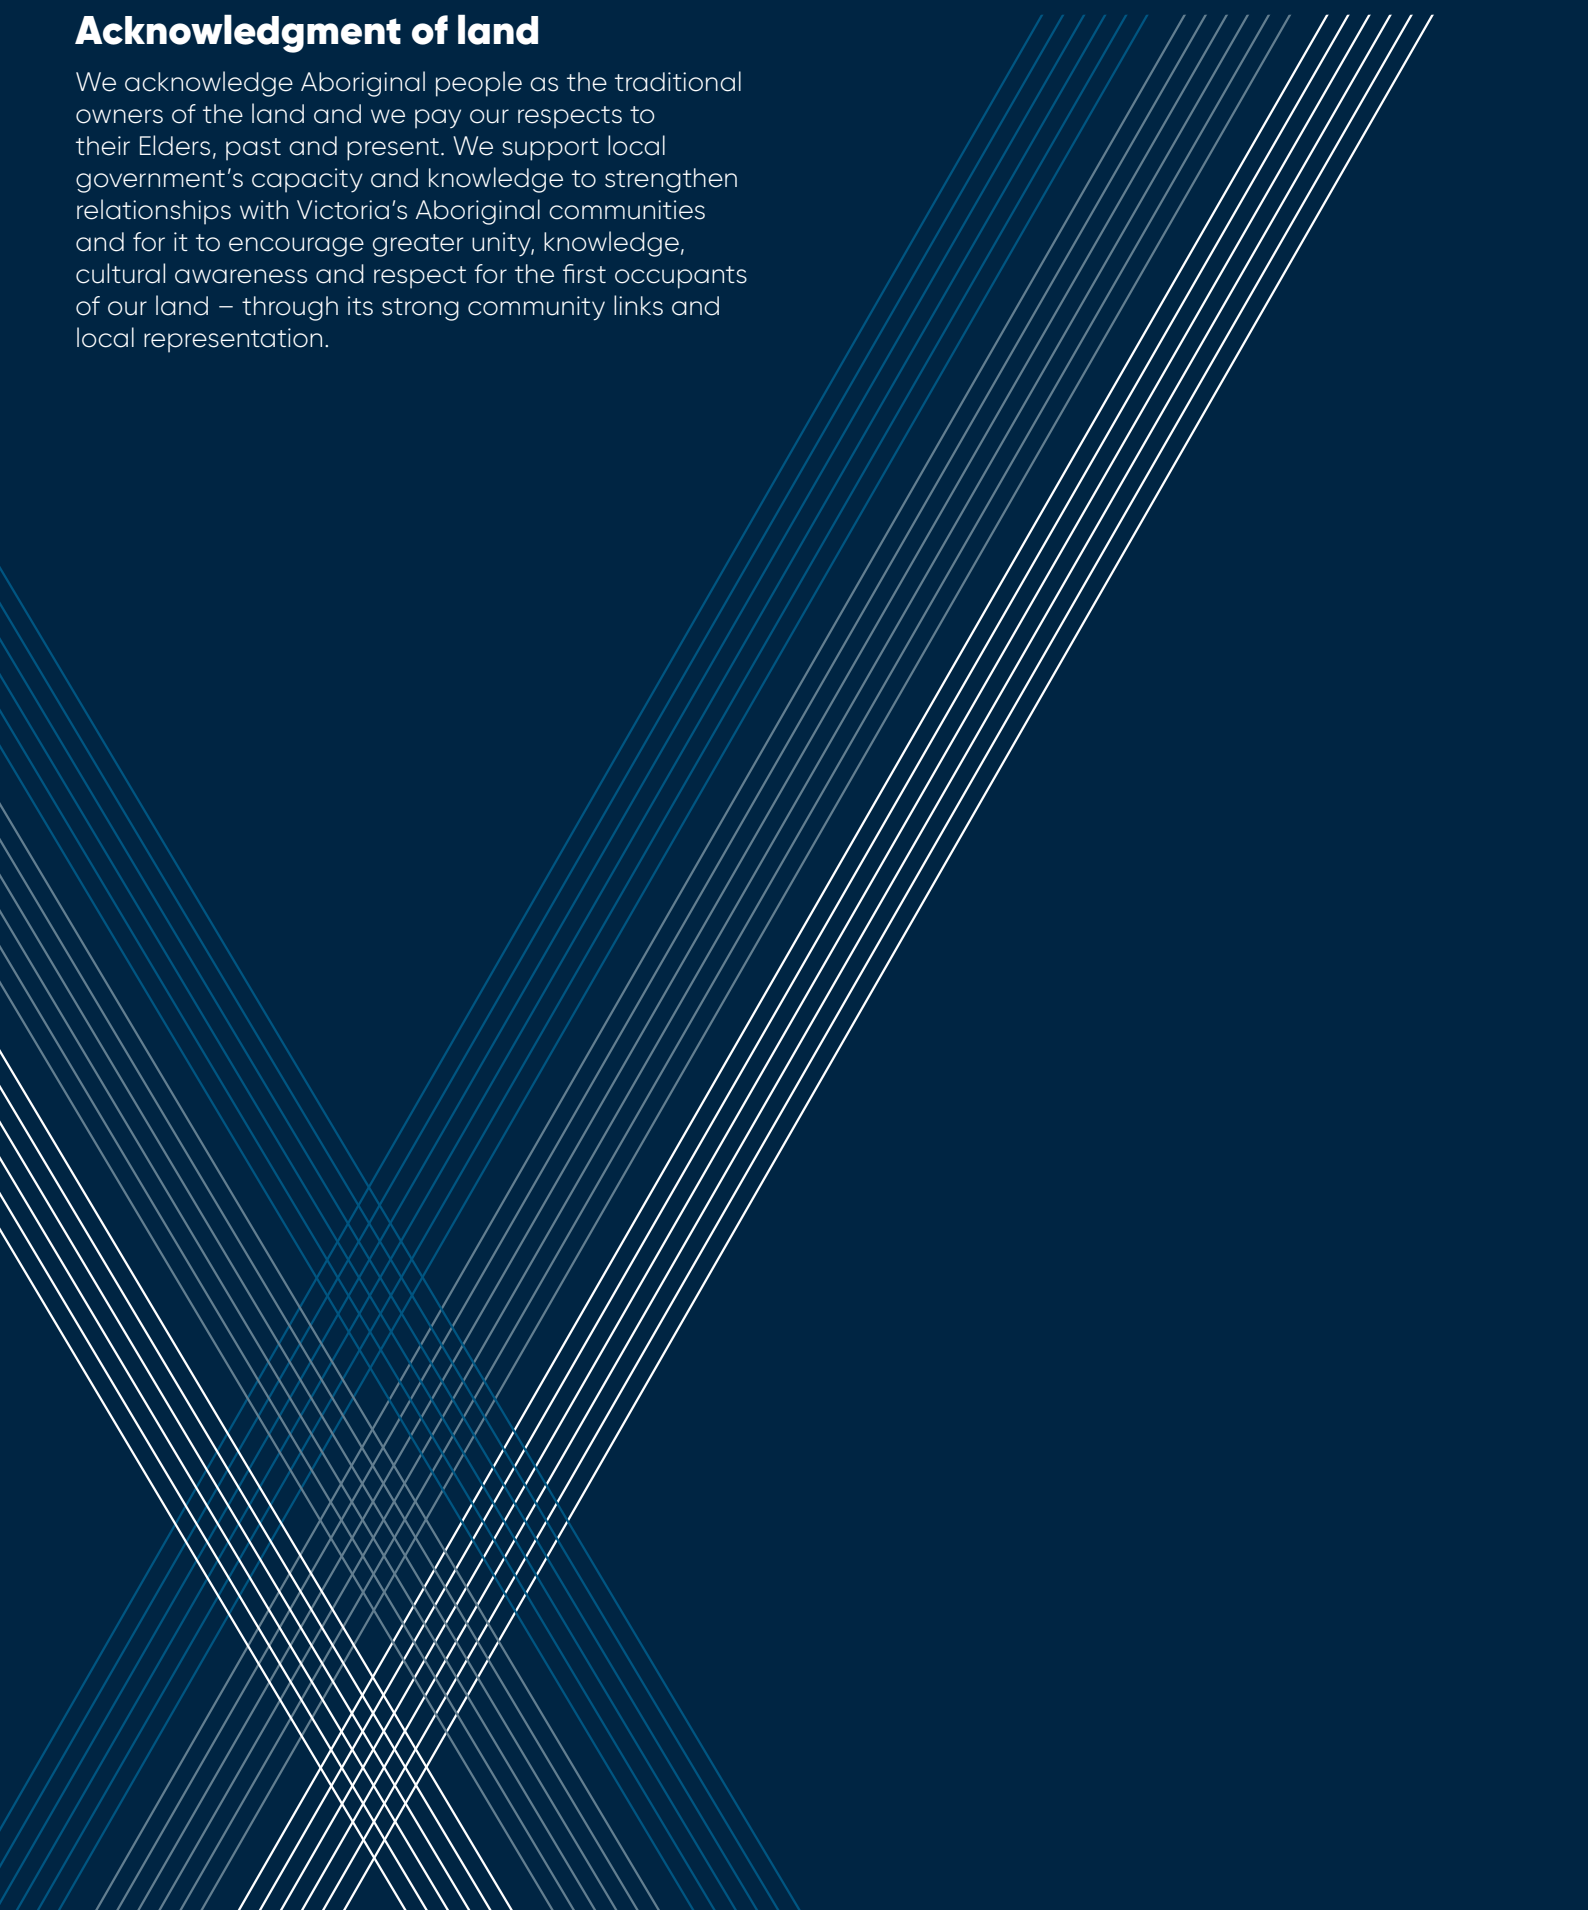 Acknowledgment of land
We acknowledge Aboriginal people as the traditional
owners of the land and we pay our respects to
their Elders, past and present. We support local
government’s capacity and knowledge to strengthen
relationships with Victoria’s Aboriginal communities
and for it to encourage greater unity, knowledge,
cultural awareness and respect for the first occupants
of our land – through its strong community links and
local representation.